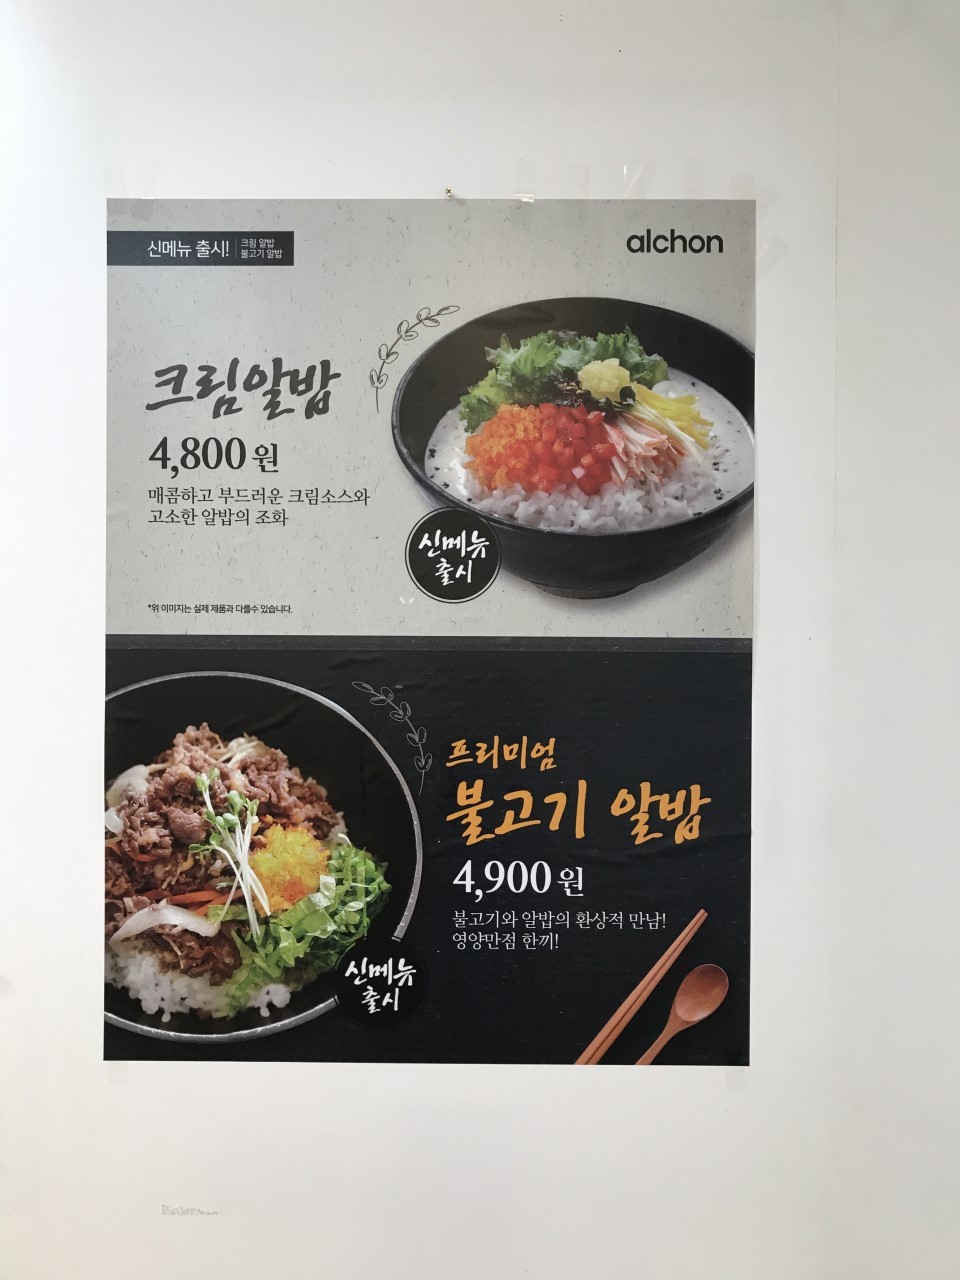 신메뉴 출시!
크림 알밥
불고기 알밥
alchon
크림알밥
4,800 원
매콤하고 부드러운 크림소스와
고소한 알밥의 조화
신메뉴
출시
*위 이미지는 실제 제품과 다를수 있습니다.
프리미엄
불고기 알밥
4,900 원
불고기와 알밥의 환상적 만남!
영양만점 한끼!
신메뉴
출시